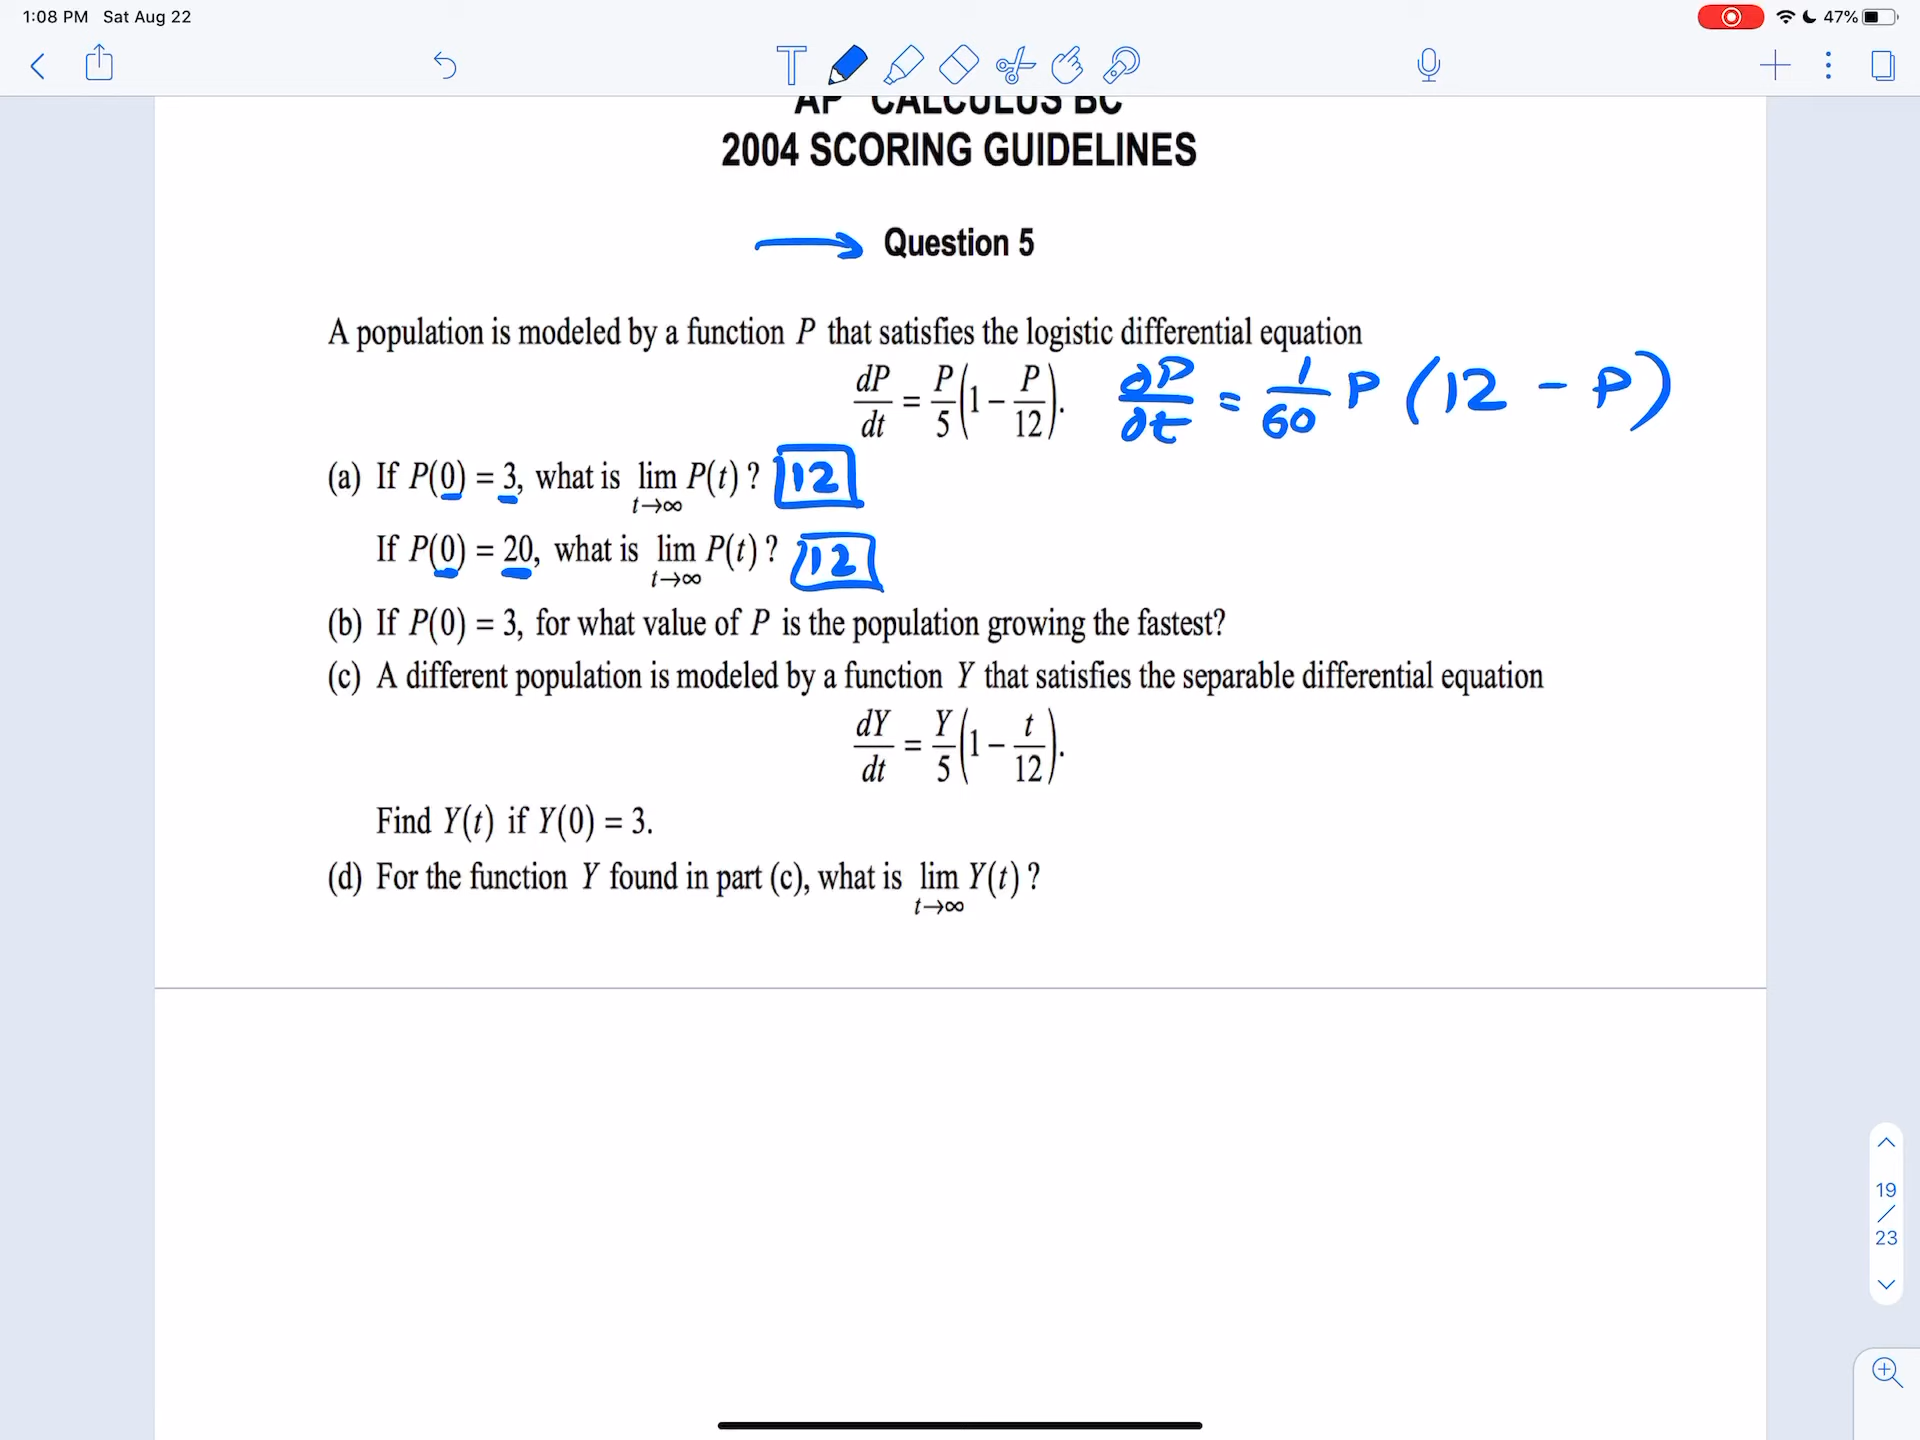 1:08 PM Sat Aug 22
47%
AP CALCULUS BC
2004 SCORING GUIDELINES
Question 5
A population is modeled by a function P that satisfies the logistic differential equation
dP/dt = P/5(1 − P/12). dP/dt = 1/60 P (12 − P)
(a) If P(0) = 3, what is lim t→∞ P(t)? 12
If P(0) = 20, what is lim t→∞ P(t)? 12
(b) If P(0) = 3, for what value of P is the population growing the fastest?
(c) A different population is modeled by a function Y that satisfies the separable differential equation
dY/dt = Y/5(1 − t/12).
Find Y(t) if Y(0) = 3.
(d) For the function Y found in part (c), what is lim t→∞ Y(t)?
19
/
23